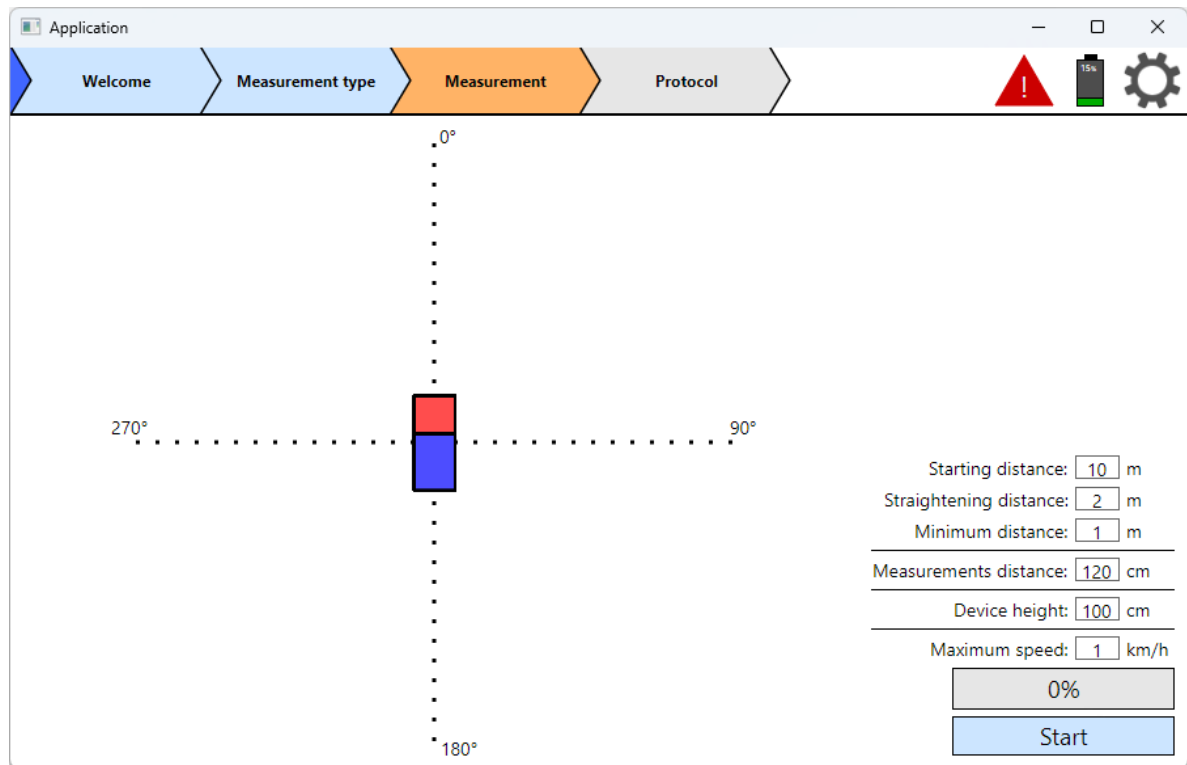 Application
Welcome
Measurement type
Measurement
Protocol
!
15%
0°
270°
90°
180°
Starting distance: 10 m
Straightening distance: 2 m
Minimum distance: 1 m
Measurements distance: 120 cm
Device height: 100 cm
Maximum speed: 1 km/h
0%
Start